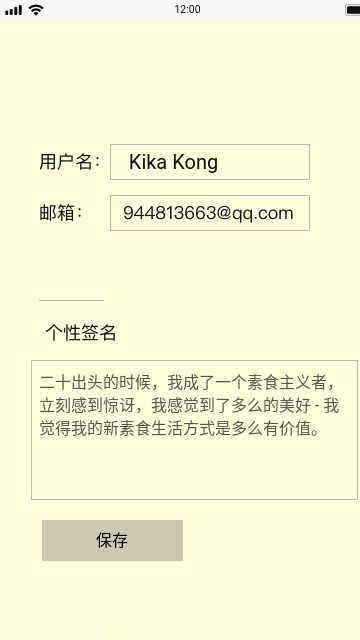 12:00
用户名：
Kika Kong
邮箱：
944813663@qq.com
个性签名
二十出头的时候，我成了一个素食主义者，
立刻感到惊讶，我感觉到了多么的美好 - 我
觉得我的新素食生活方式是多么有价值。
保存